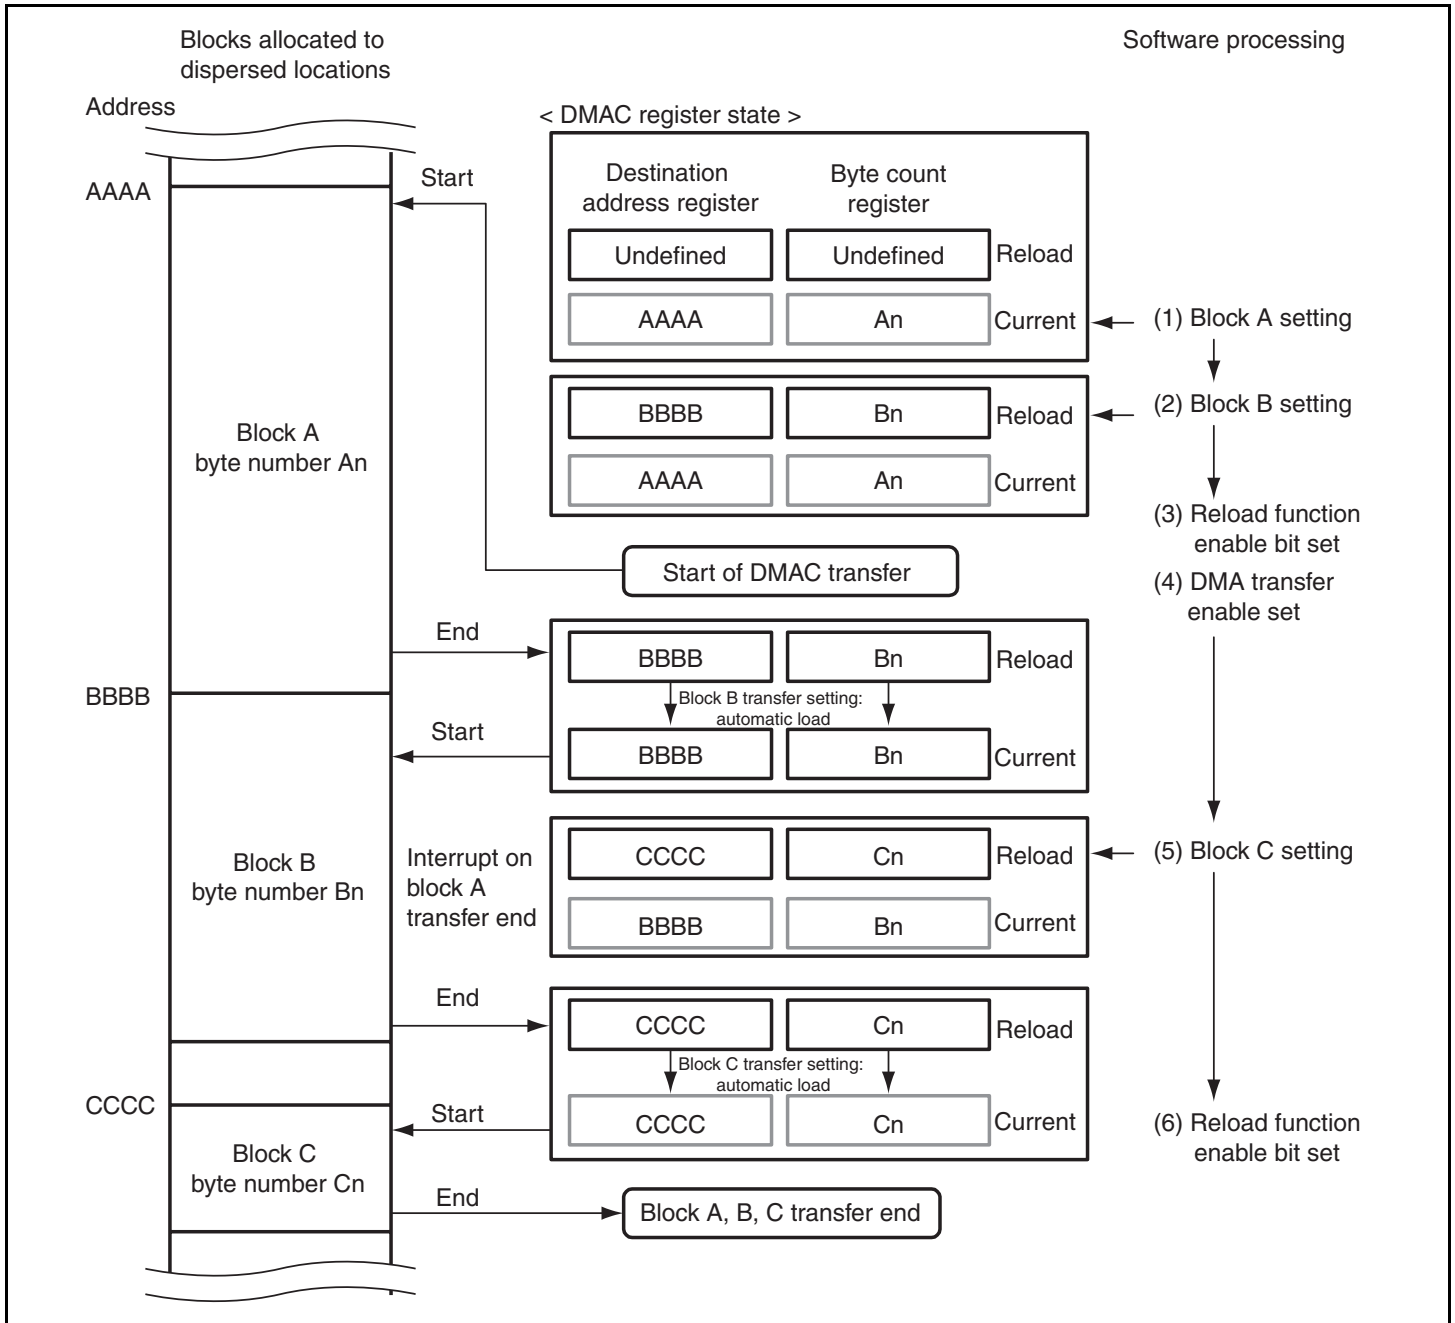 Blocks allocated to
dispersed locations
Software processing
Address
< DMAC register state >
Destination
address register
Byte count
register
AAAA
Start
Undefined
Undefined
Reload
AAAA
An
Current
(1) Block A setting
BBBB
Bn
Reload
(2) Block B setting
Block A
byte number An
AAAA
An
Current
(3) Reload function
enable bit set
Start of DMAC transfer
(4) DMA transfer
enable set
End
BBBB
Bn
Reload
BBBB
Block B transfer setting:
automatic load
Start
BBBB
Bn
Current
Block B
byte number Bn
Interrupt on
block A
transfer end
CCCC
Cn
Reload
(5) Block C setting
BBBB
Bn
Current
End
CCCC
Cn
Reload
Block C transfer setting:
automatic load
CCCC
Start
CCCC
Cn
Current
(6) Reload function
enable bit set
Block C
byte number Cn
End
Block A, B, C transfer end